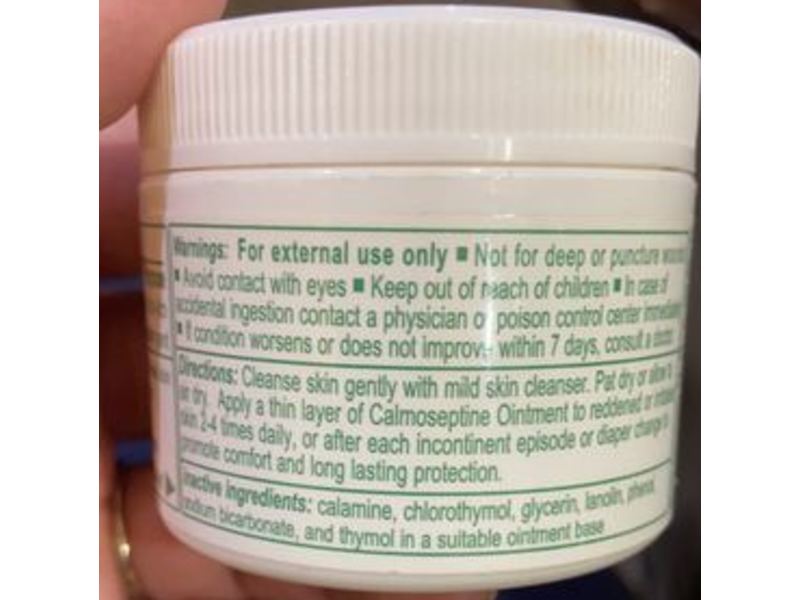 Warnings: For external use only ■ Not for deep or puncture wounds
■ Avoid contact with eyes ■ Keep out of reach of children ■ In case of
accidental ingestion contact a physician or poison control center immediately
■ If condition worsens or does not improve within 7 days, consult a doctor
Directions: Cleanse skin gently with mild skin cleanser. Pat dry or allow to
air dry. Apply a thin layer of Calmoseptine Ointment to reddened or irritated
skin 2-4 times daily, or after each incontinent episode or diaper change to
promote comfort and long lasting protection.
Inactive ingredients: calamine, chlorothymol, glycerin, lanolin, phenol,
sodium bicarbonate, and thymol in a suitable ointment base